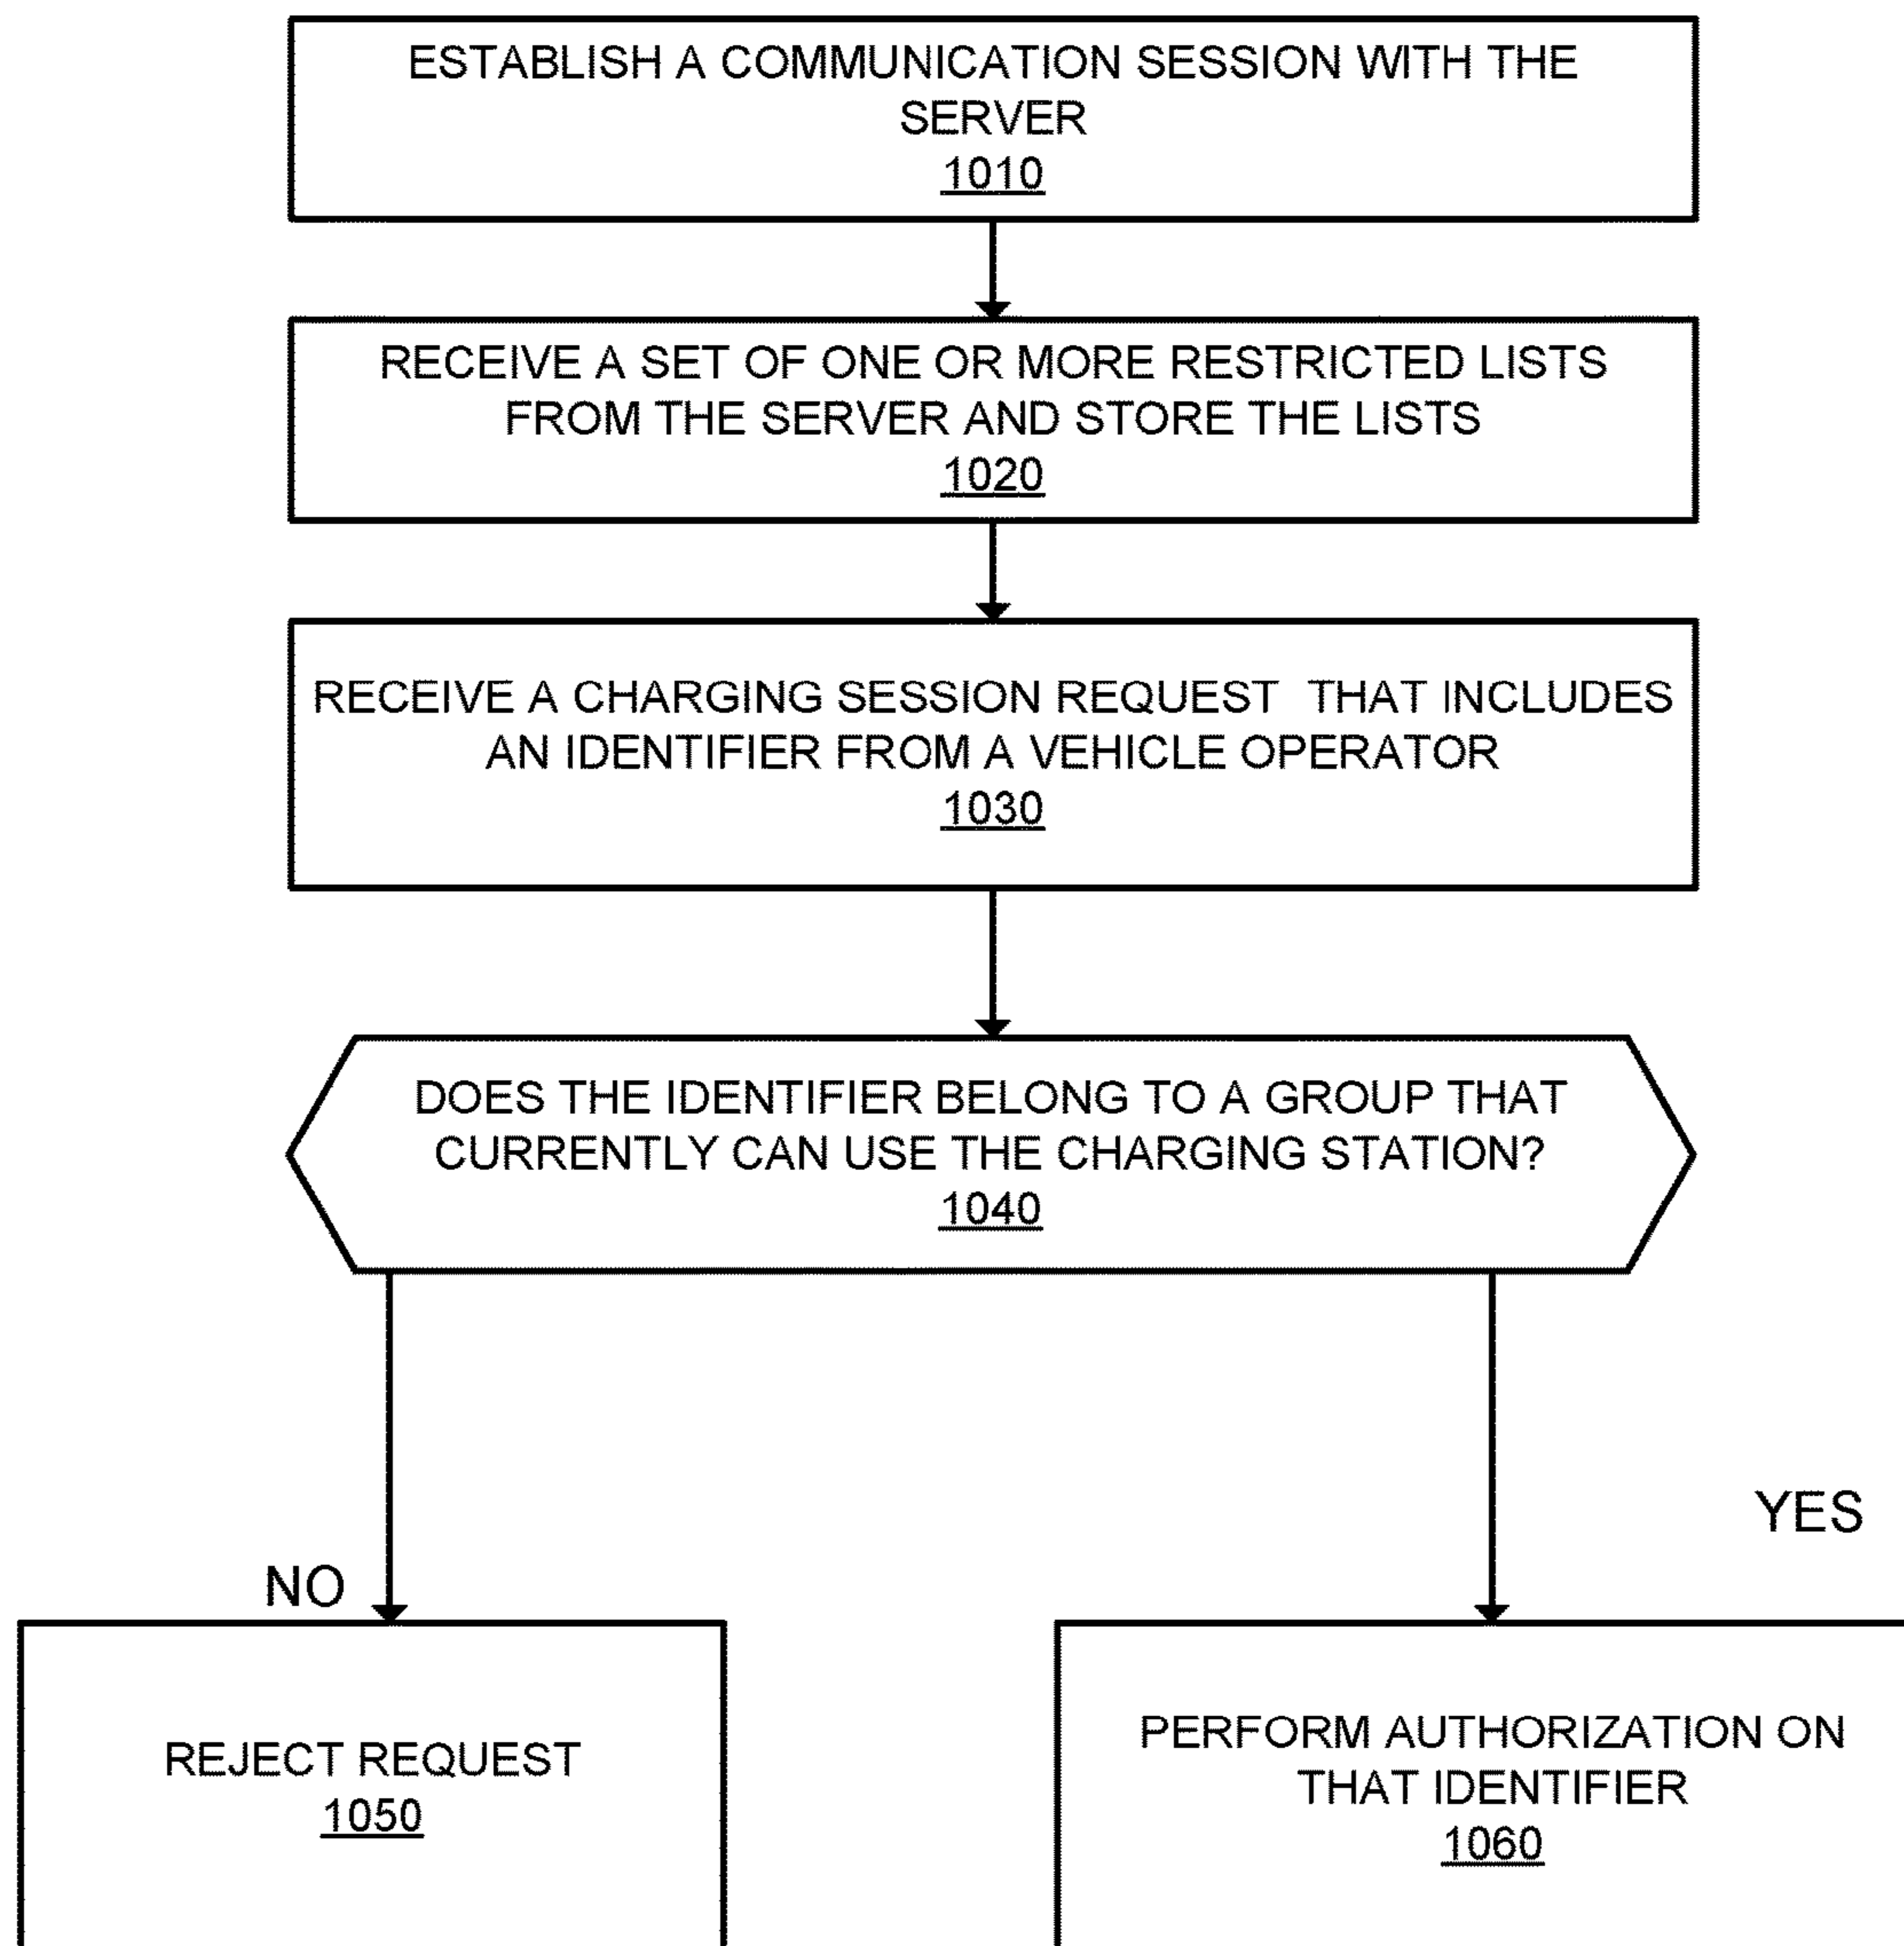 ESTABLISH A COMMUNICATION SESSION WITH THE
SERVER
1010
RECEIVE A SET OF ONE OR MORE RESTRICTED LISTS
FROM THE SERVER AND STORE THE LISTS
1020
RECEIVE A CHARGING SESSION REQUEST THAT INCLUDES
AN IDENTIFIER FROM A VEHICLE OPERATOR
1030
DOES THE IDENTIFIER BELONG TO A GROUP THAT
CURRENTLY CAN USE THE CHARGING STATION?
1040
NO
YES
REJECT REQUEST
1050
PERFORM AUTHORIZATION ON
THAT IDENTIFIER
1060